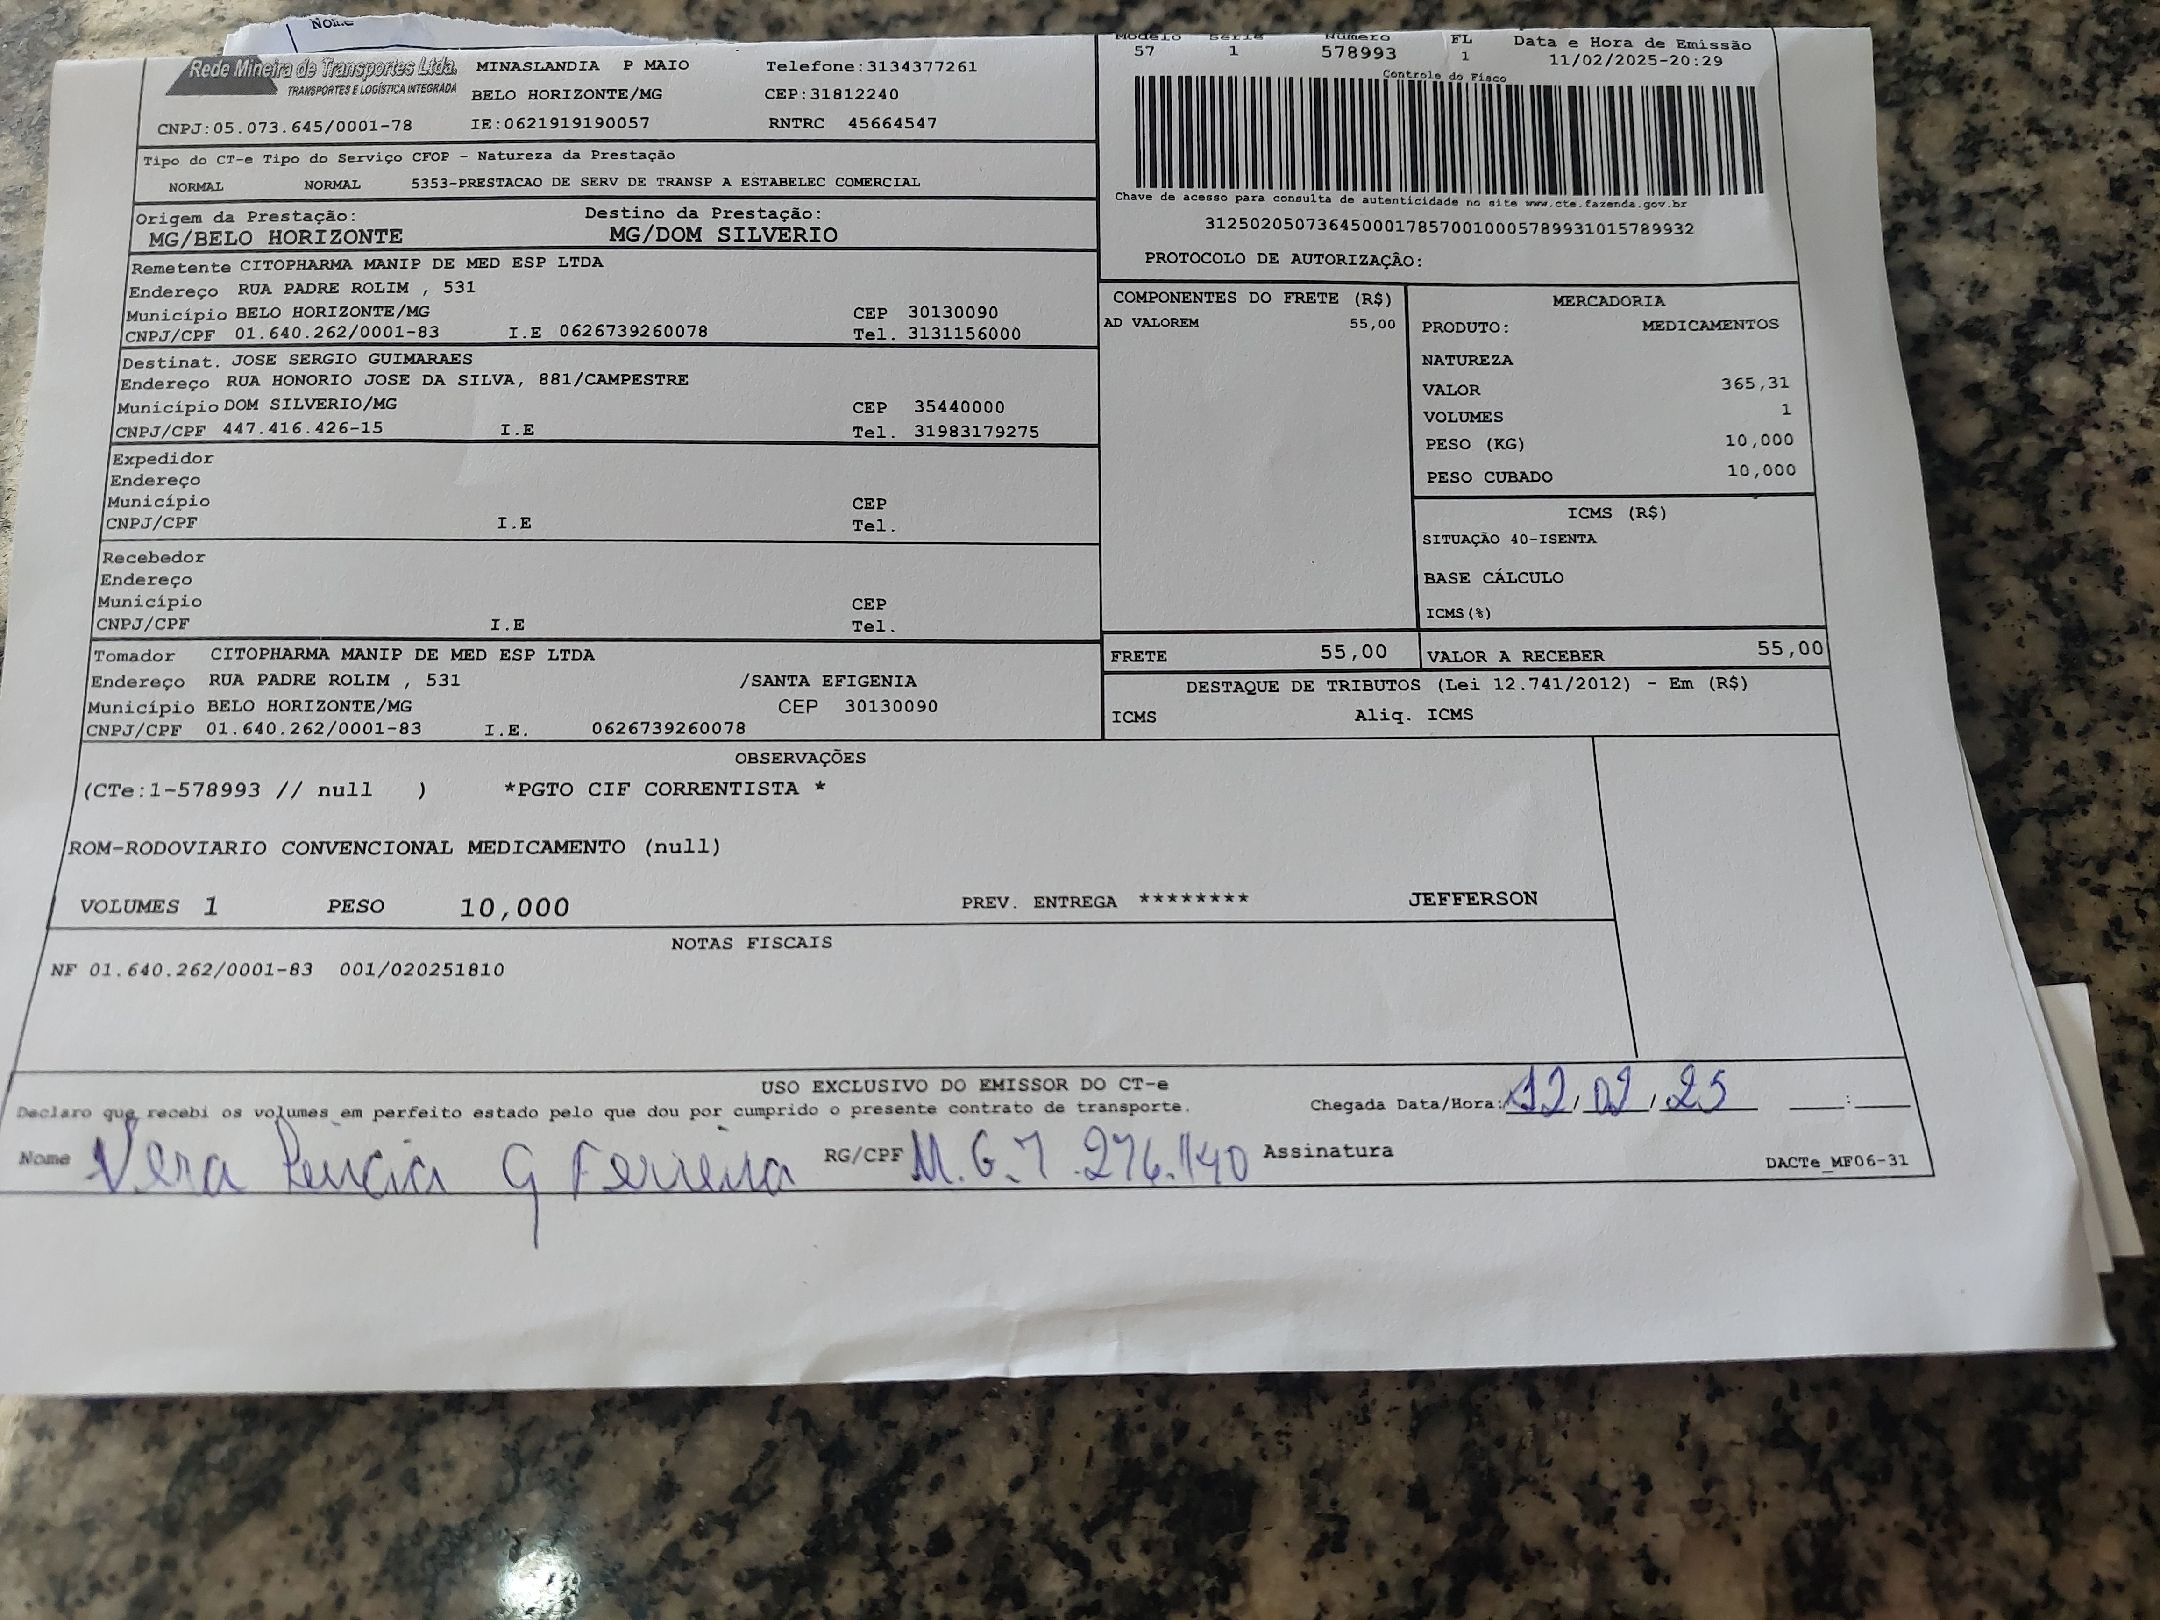 Rede Mineira de Transportes Ltda.
TRANSPORTES E LOGÍSTICA INTEGRADA
CNPJ:05.073.645/0001-78
MINASLANDIA P MAIO Telefone:3134377261
BELO HORIZONTE/MG CEP:31812240
IE:0621919190057 RNTRC 45664547
Modelo Série Número FL Data e Hora de Emissão
57 1 578993 1 11/02/2025-20:29
Controle do Fisco
Chave de acesso para consulta de autenticidade no site www.cte.fazenda.gov.br
31250205073645000178570010005789931015789932
PROTOCOLO DE AUTORIZAÇÃO:
Tipo do CT-e Tipo do Serviço CFOP - Natureza da Prestação
NORMAL NORMAL 5353-PRESTACAO DE SERV DE TRANSP A ESTABELEC COMERCIAL
Origem da Prestação: Destino da Prestação:
MG/BELO HORIZONTE MG/DOM SILVERIO
Remetente CITOPHARMA MANIP DE MED ESP LTDA
Endereço RUA PADRE ROLIM , 531
Município BELO HORIZONTE/MG CEP 30130090
CNPJ/CPF 01.640.262/0001-83 I.E 0626739260078 Tel. 3131156000
Destinat. JOSE SERGIO GUIMARAES
Endereço RUA HONORIO JOSE DA SILVA, 881/CAMPESTRE
Município DOM SILVERIO/MG CEP 35440000
CNPJ/CPF 447.416.426-15 I.E Tel. 31983179275
Expedidor
Endereço
Município CEP
CNPJ/CPF I.E Tel.
Recebedor
Endereço
Município CEP
CNPJ/CPF I.E Tel.
Tomador CITOPHARMA MANIP DE MED ESP LTDA
Endereço RUA PADRE ROLIM , 531 /SANTA EFIGENIA
Município BELO HORIZONTE/MG CEP 30130090
CNPJ/CPF 01.640.262/0001-83 I.E. 0626739260078
COMPONENTES DO FRETE (R$)
AD VALOREM 55,00
MERCADORIA
PRODUTO: MEDICAMENTOS
NATUREZA
VALOR 365,31
VOLUMES 1
PESO (KG) 10,000
PESO CUBADO 10,000
ICMS (R$)
SITUAÇÃO 40-ISENTA
BASE CÁLCULO
ICMS(%)
FRETE 55,00 VALOR A RECEBER 55,00
DESTAQUE DE TRIBUTOS (Lei 12.741/2012) - Em (R$)
ICMS Aliq. ICMS
OBSERVAÇÕES
(CTe:1-578993 // null ) *PGTO CIF CORRENTISTA *
ROM-RODOVIARIO CONVENCIONAL MEDICAMENTO (null)
VOLUMES 1 PESO 10,000 PREV. ENTREGA ******** JEFFERSON
NOTAS FISCAIS
NF 01.640.262/0001-83 001/020251810
USO EXCLUSIVO DO EMISSOR DO CT-e
Declaro que recebi os volumes em perfeito estado pelo que dou por cumprido o presente contrato de transporte. Chegada Data/Hora: 12/02/25 __:__
Nome Vera Lúcia G Ferreira RG/CPF M.G.7.276.140 Assinatura
DACTe_MF06-31